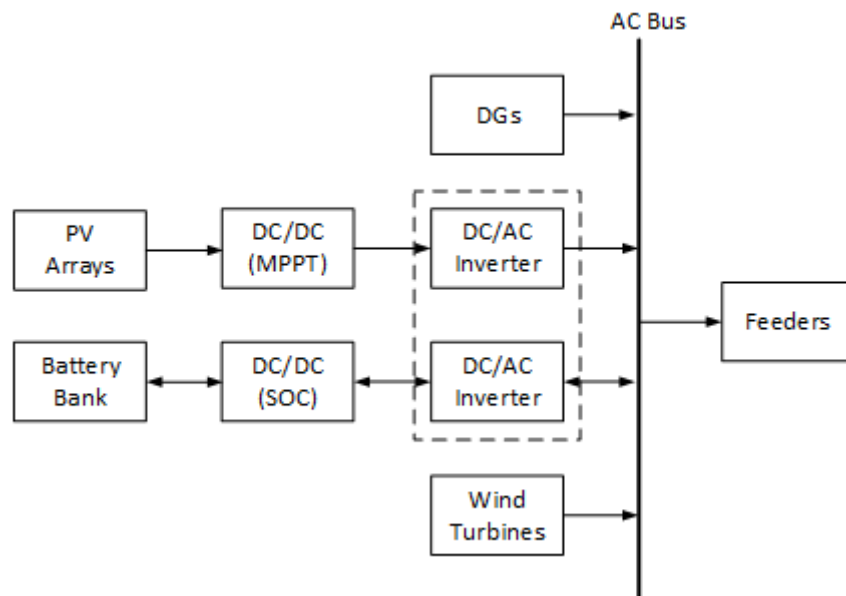 AC Bus
DGs
PV
Arrays
DC/DC
(MPPT)
DC/AC
Inverter
Feeders
Battery
Bank
DC/DC
(SOC)
DC/AC
Inverter
Wind
Turbines